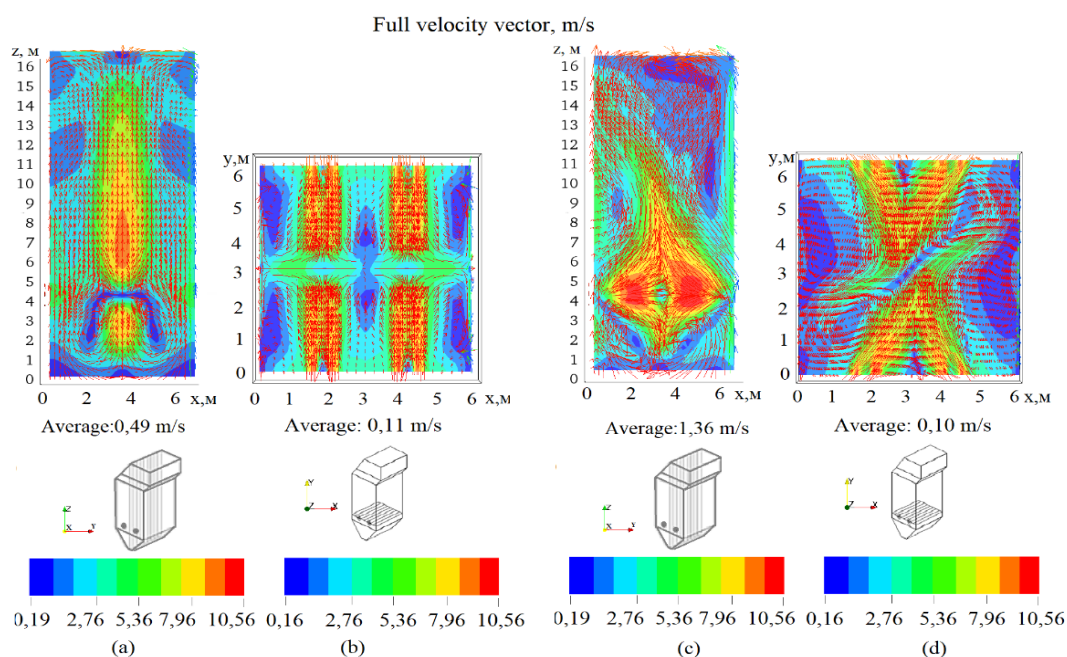 Full velocity vector, m/s
z, м
16
15
14
13
12
11
10
9
8
7
6
5
4
3
2
1
0
0 2 4 6 x,м
Average:0,49 m/s
y,м
6
5
4
3
2
1
0
0 1 2 3 4 5 x,м 6
Average: 0,11 m/s
z, м
16
15
14
13
12
11
10
9
8
7
6
5
4
3
2
1
0
0 2 4 6 x,м
Average:1,36 m/s
y,м
6
5
4
3
2
1
0
0 1 2 3 4 5 x,м 6
Average: 0,10 m/s
Z
X Y
Y
Z X
Z
X Y
Y
Z X
0,19 2,76 5,36 7,96 10,56
(a)
0,16 2,76 5,36 7,96 10,56
(b)
0,19 2,76 5,36 7,96 10,56
(c)
0,16 2,76 5,36 7,96 10,56
(d)